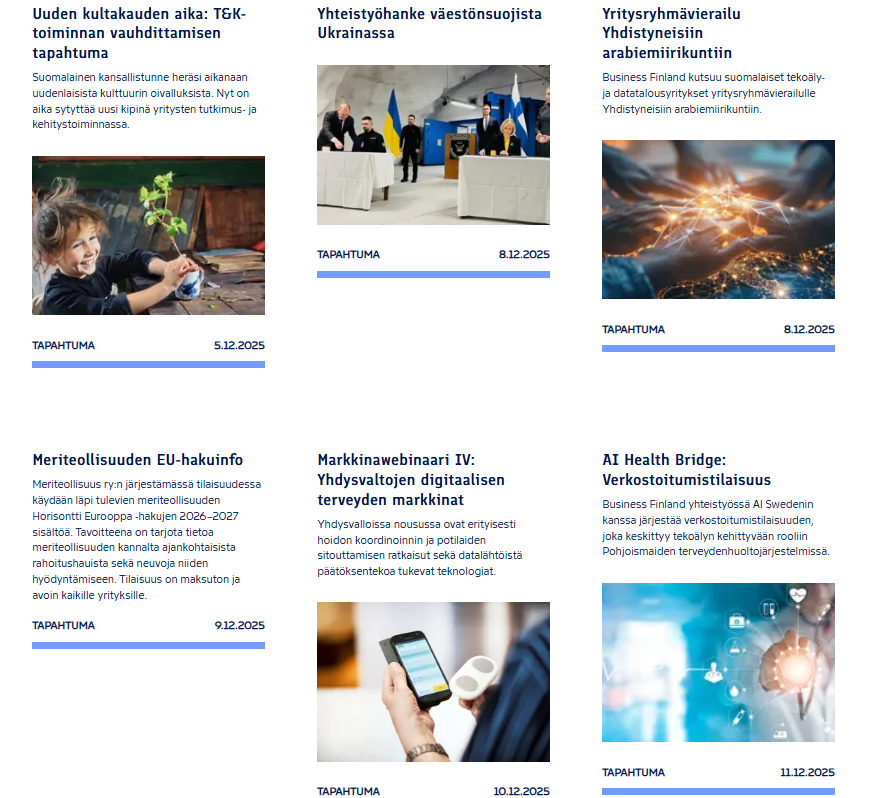 Uuden kultakauden aika: T&K-
toiminnan vauhdittamisen
tapahtuma
Suomalainen kansallistunne heräsi aikanaan
uudenlaisista kulttuurin oivalluksista. Nyt on
aika sytyttää uusi kipinä yritysten tutkimus- ja
kehitystoiminnassa.
TAPAHTUMA 5.12.2025
Yhteistyöhanke väestönsuojista
Ukrainassa
TAPAHTUMA 8.12.2025
Yritysryhmävierailu
Yhdistyneisiin
arabiemiirikuntiin
Business Finland kutsuu suomalaiset tekoäly-
ja datatalousyritykset yritysryhmävierailulle
Yhdistyneisiin arabiemiirikuntiin.
TAPAHTUMA 8.12.2025
Meriteollisuuden EU-hakuinfo
Meriteollisuus ry:n järjestämässä tilaisuudessa
käydään läpi tulevien meriteollisuuden
Horisontti Eurooppa -hakujen 2026–2027
sisältöä. Tavoitteena on tarjota tietoa
meriteollisuuden kannalta ajankohtaisista
rahoitushauista sekä neuvoja niiden
hyödyntämiseen. Tilaisuus on maksuton ja
avoin kaikille yrityksille.
TAPAHTUMA 9.12.2025
Markkinawebinaari IV:
Yhdysvaltojen digitaalisen
terveyden markkinat
Yhdysvalloissa nousussa ovat erityisesti
hoidon koordinoinnin ja potilaiden
sitouttamisen ratkaisut sekä datalähtöistä
päätöksentekoa tukevat teknologiat.
TAPAHTUMA 10.12.2025
AI Health Bridge:
Verkostoitumistilaisuus
Business Finland yhteistyössä AI Swedenin
kanssa järjestää verkostoitumistilaisuuden,
joka keskittyy tekoälyn kehittyvään rooliin
Pohjoismaiden terveydenhuoltojärjestelmissä.
TAPAHTUMA 11.12.2025